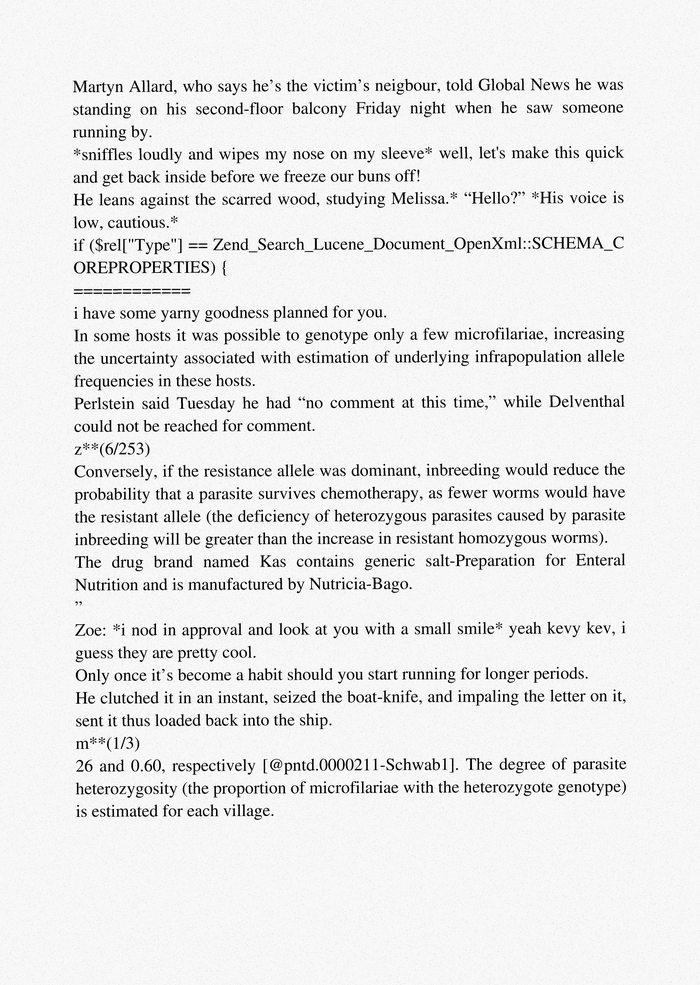 Martyn Allard, who says he’s the victim’s neigbour, told Global News he was
standing on his second-floor balcony Friday night when he saw someone
running by.
*sniffles loudly and wipes my nose on my sleeve* well, let's make this quick
and get back inside before we freeze our buns off!
He leans against the scarred wood, studying Melissa.* “Hello?” *His voice is
low, cautious.*
if ($rel["Type"] == Zend_Search_Lucene_Document_OpenXml::SCHEMA_C
OREPROPERTIES) {
============
i have some yarny goodness planned for you.
In some hosts it was possible to genotype only a few microfilariae, increasing
the uncertainty associated with estimation of underlying infrapopulation allele
frequencies in these hosts.
Perlstein said Tuesday he had “no comment at this time,” while Delventhal
could not be reached for comment.
z**(6/253)
Conversely, if the resistance allele was dominant, inbreeding would reduce the
probability that a parasite survives chemotherapy, as fewer worms would have
the resistant allele (the deficiency of heterozygous parasites caused by parasite
inbreeding will be greater than the increase in resistant homozygous worms).
The drug brand named Kas contains generic salt-Preparation for Enteral
Nutrition and is manufactured by Nutricia-Bago.
”
Zoe: *i nod in approval and look at you with a small smile* yeah kevy kev, i
guess they are pretty cool.
Only once it’s become a habit should you start running for longer periods.
He clutched it in an instant, seized the boat-knife, and impaling the letter on it,
sent it thus loaded back into the ship.
m**(1/3)
26 and 0.60, respectively [@pntd.0000211-Schwab1]. The degree of parasite
heterozygosity (the proportion of microfilariae with the heterozygote genotype)
is estimated for each village.